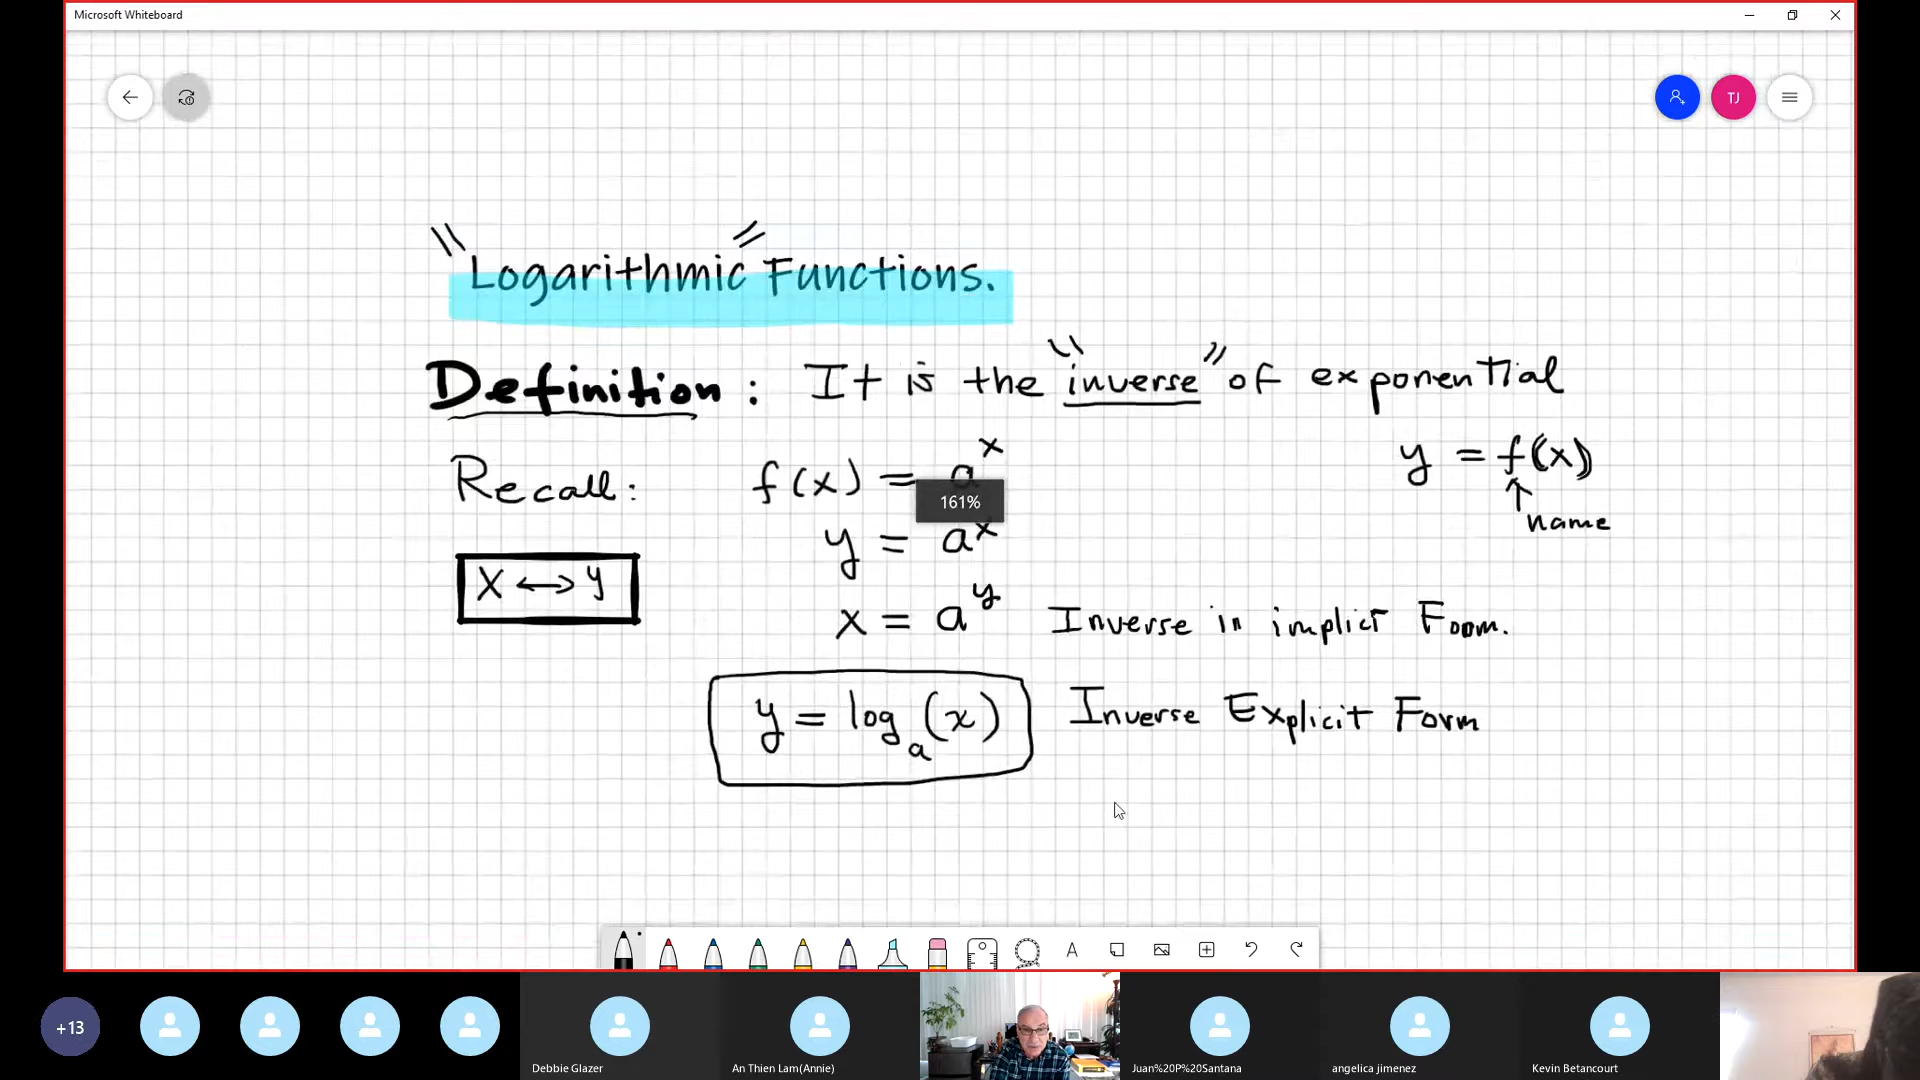 Microsoft Whiteboard
TJ
"Logarithmic" Functions.
Definition: It is the "inverse" of exponential
Recall: f(x) = a^x
y = f(x)
161%
name
y = a^x
X ↔ y
x = a^y Inverse in implicit Form.
y = log_a(x) Inverse Explicit Form
A
+13
Debbie Glazer
An Thien Lam(Annie)
Juan%20P%20Santana
angelica jimenez
Kevin Betancourt